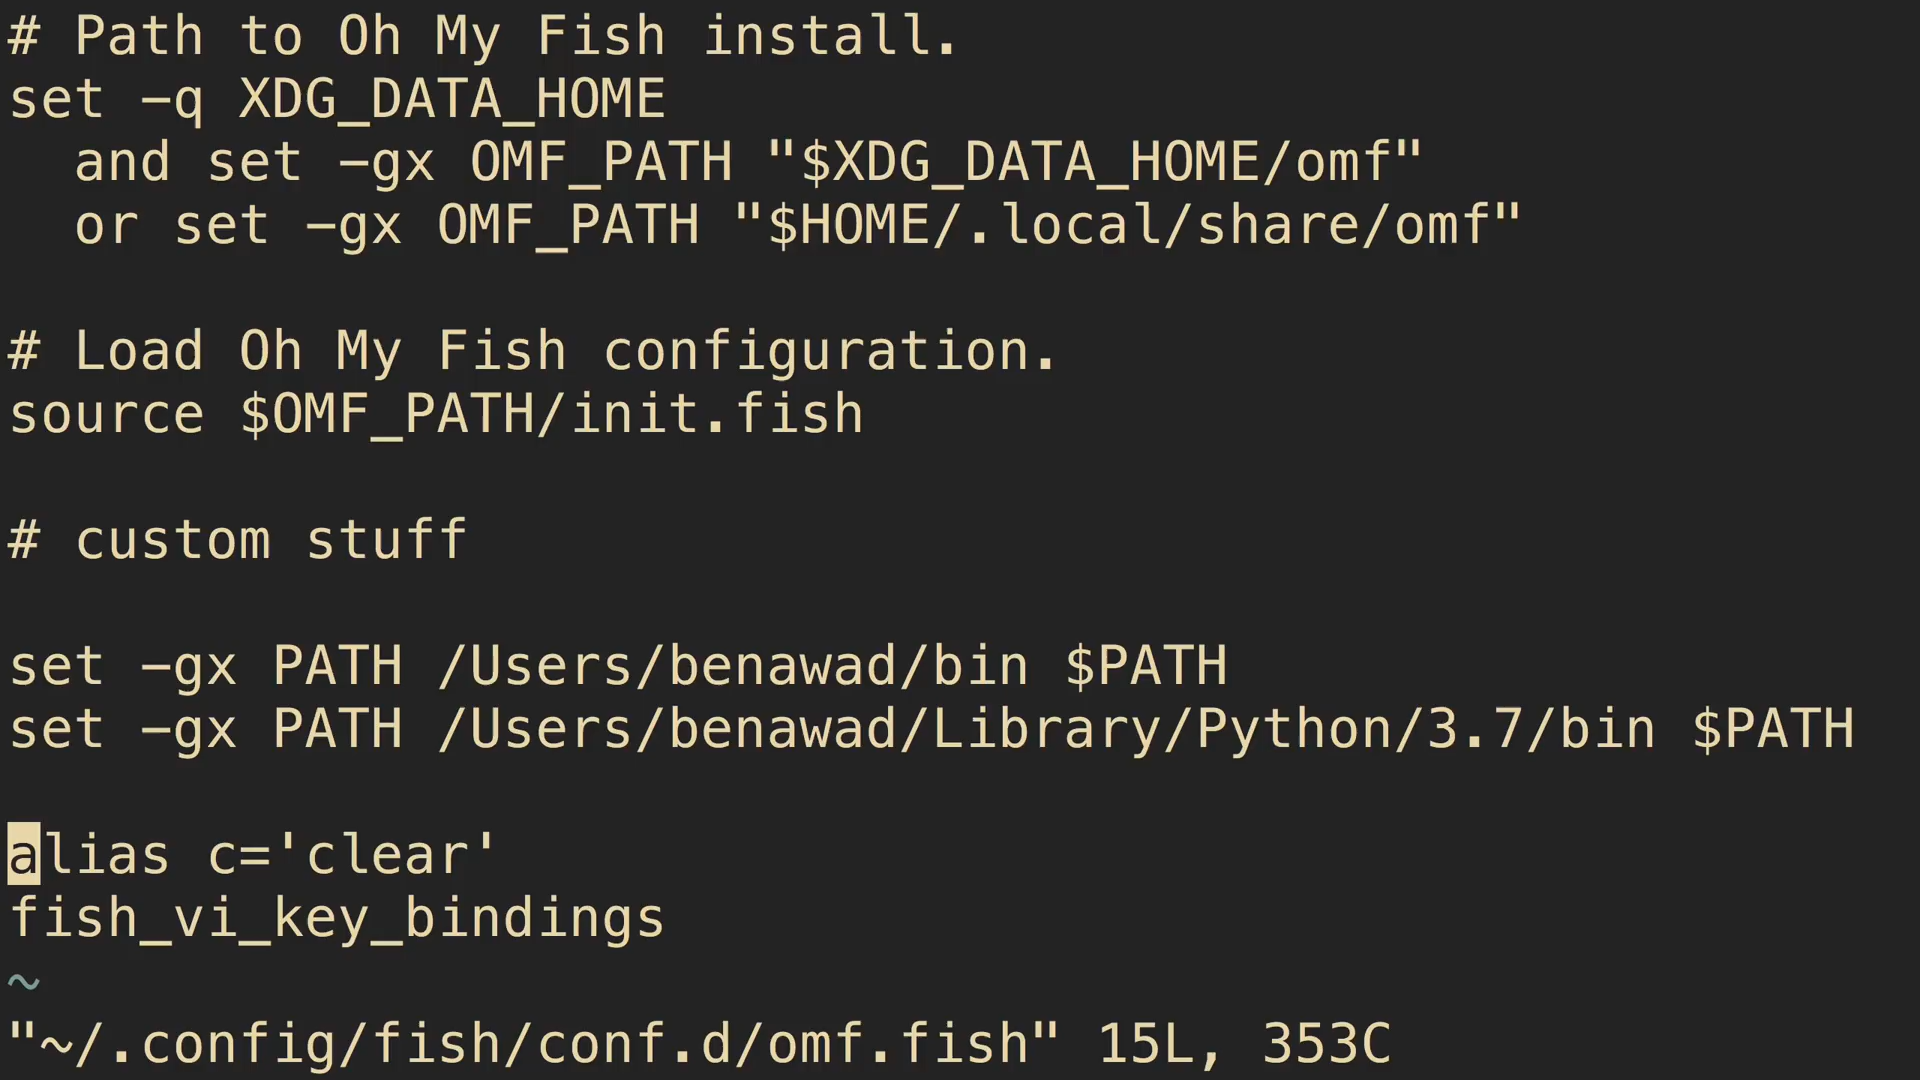 # Path to Oh My Fish install.
set -q XDG_DATA_HOME
  and set -gx OMF_PATH "$XDG_DATA_HOME/omf"
  or set -gx OMF_PATH "$HOME/.local/share/omf"
# Load Oh My Fish configuration.
source $OMF_PATH/init.fish
# custom stuff
set -gx PATH /Users/benawad/bin $PATH
set -gx PATH /Users/benawad/Library/Python/3.7/bin $PATH
alias c='clear'
fish_vi_key_bindings
~
"~/.config/fish/conf.d/omf.fish" 15L, 353C